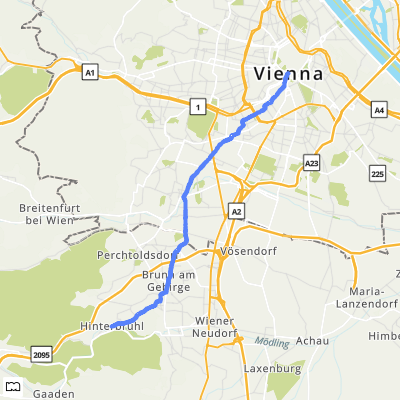 A1
Vienna
1
A4
A23
225
Breitenfurt
bei Wien
A2
Perchtoldsdorf
Vösendorf
Brunn am
Gebirge
Maria-
Lanzendorf
Hinterbrühl
Wiener
Neudorf
Mödling
Achau
Himbe
2095
Laxenburg
Gaaden